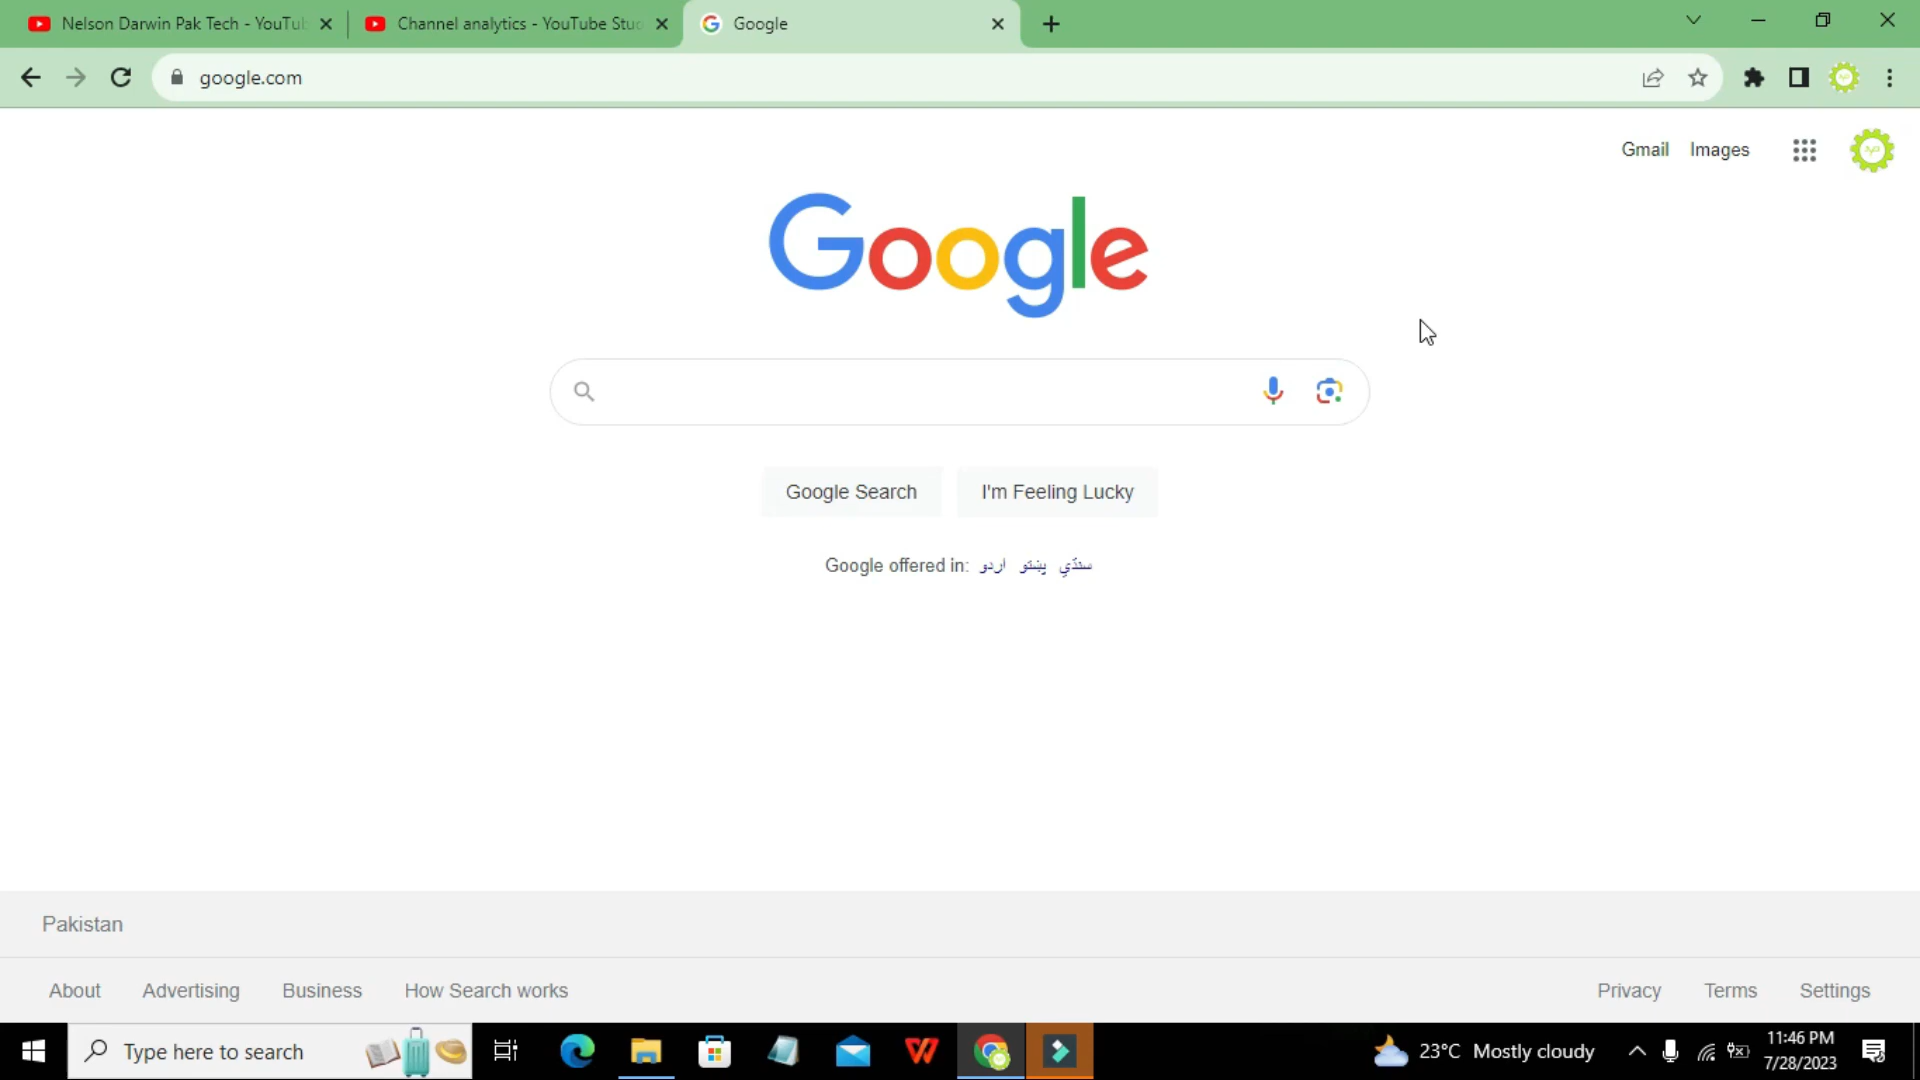 Nelson Darwin Pak Tech - YouTub
Channel analytics - YouTube Stud
Google
google.com
Gmail Images
Google
Google Search I'm Feeling Lucky
Google offered in: اردو پښتو سنڌي
Pakistan
About Advertising Business How Search works
Privacy Terms Settings
Type here to search
23°C Mostly cloudy
11:46 PM
7/28/2023